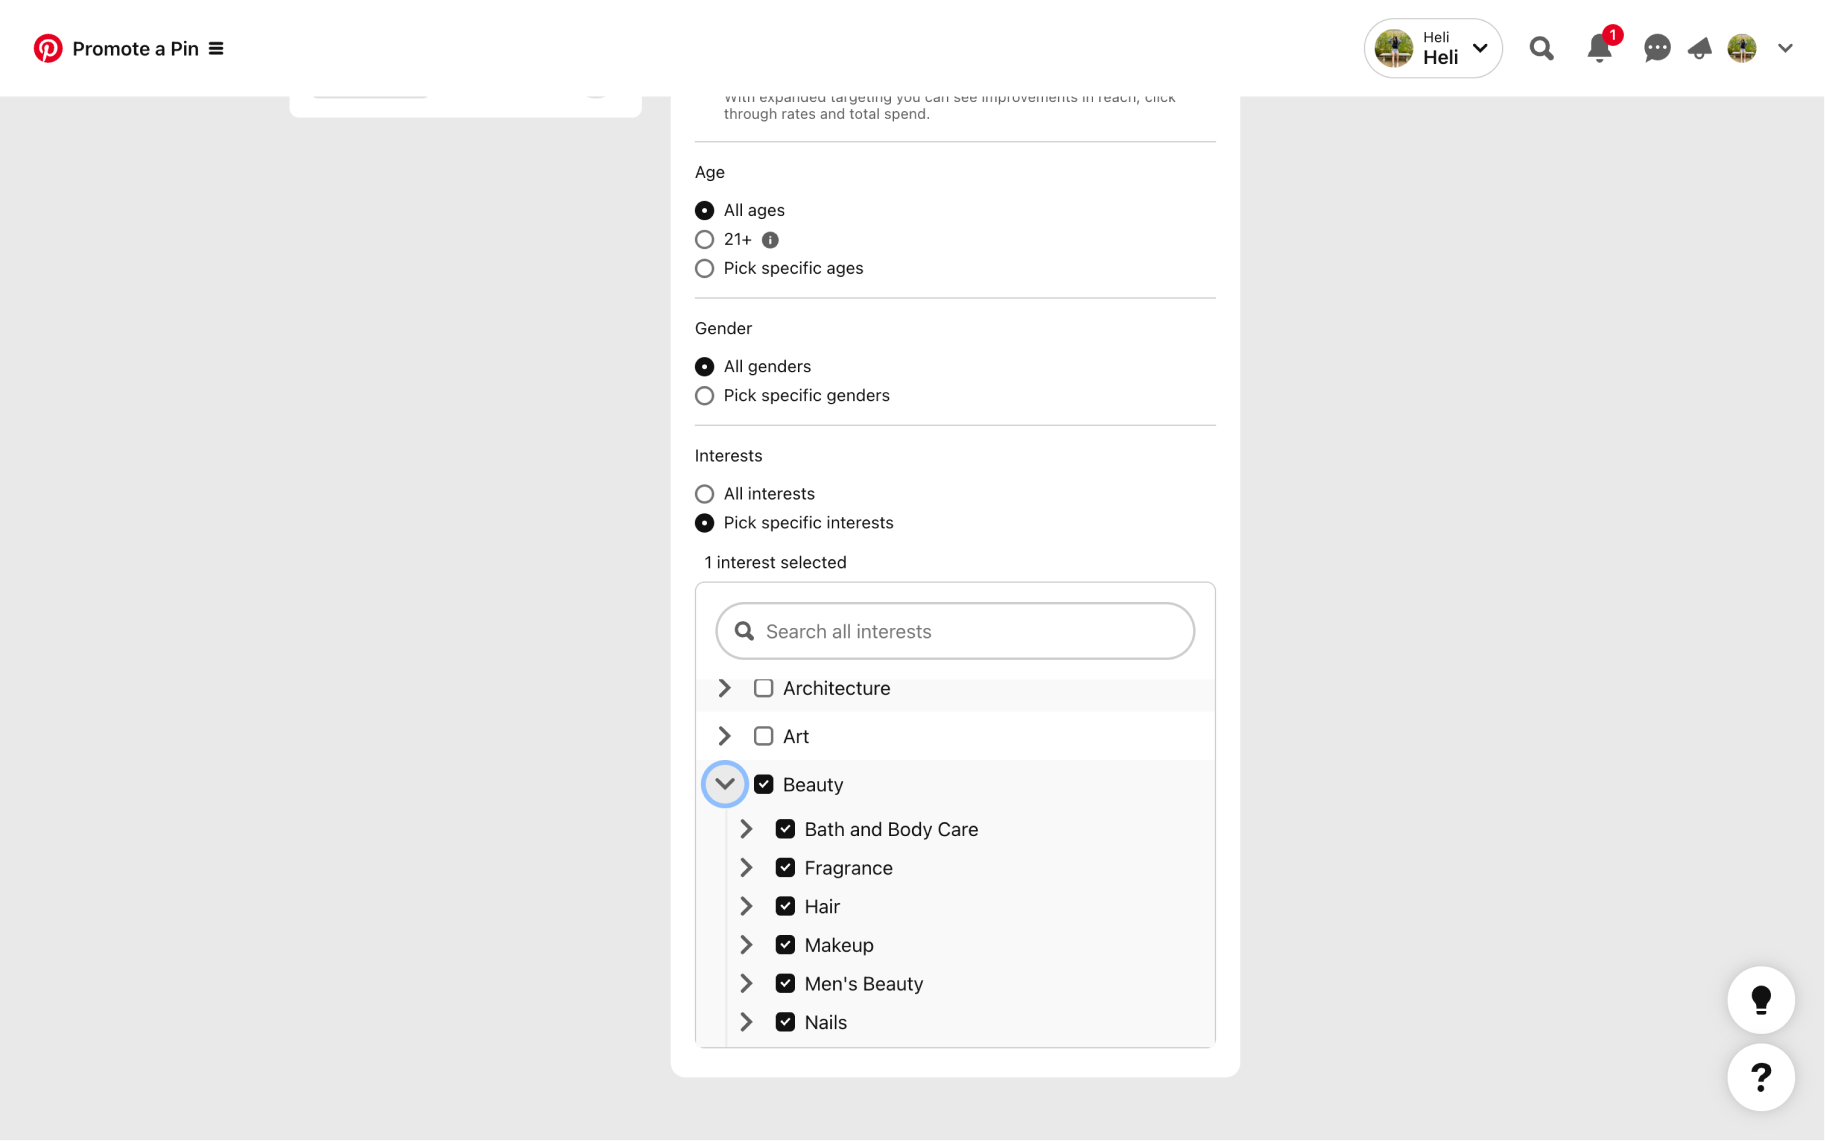 Promote a Pin
Heli
Heli
1
With expanded targeting you can see improvements in reach, click
through rates and total spend.
Age
All ages
21+
Pick specific ages
Gender
All genders
Pick specific genders
Interests
All interests
Pick specific interests
1 interest selected
Search all interests
Architecture
Art
Beauty
Bath and Body Care
Fragrance
Hair
Makeup
Men's Beauty
Nails
?